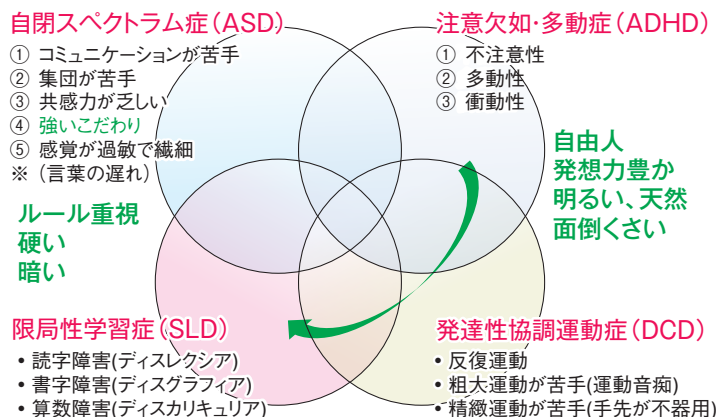 自閉スペクトラム症（ASD）
① コミュニケーションが苦手
② 集団が苦手
③ 共感力が乏しい
④ 強いこだわり
⑤ 感覚が過敏で繊細
※（言葉の遅れ）
ルール重視
硬い
暗い
注意欠如・多動症（ADHD）
① 不注意性
② 多動性
③ 衝動性
自由人
発想力豊か
明るい、天然
面倒くさい
限局性学習症（SLD）
• 読字障害(ディスレクシア)
• 書字障害(ディスグラフィア)
• 算数障害(ディスカリキュリア)
発達性協調運動症（DCD）
• 反復運動
• 粗大運動が苦手(運動音痴)
• 精緻運動が苦手(手先が不器用)